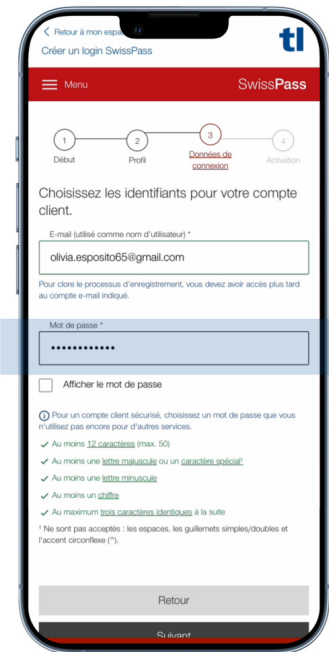 Retour à mon espa
tl
Créer un login SwissPass
Menu
SwissPass
1
2
3
4
Début
Profil
Données de
connexion
Activation
Choisissez les identifiants pour votre compte
client.
E-mail (utilisé comme nom d'utilisateur) *
olivia.esposito65@gmail.com
Pour clore le processus d'enregistrement, vous devez avoir accès plus tard
au compte e-mail indiqué.
Mot de passe *
••••••••••••
Afficher le mot de passe
Pour un compte client sécurisé, choisissez un mot de passe que vous
n'utilisez pas encore pour d'autres services.
Au moins 12 caractères (max. 50)
Au moins une lettre majuscule ou un caractère spécial¹
Au moins une lettre minuscule
Au moins un chiffre
Au maximum trois caractères identiques à la suite
¹ Ne sont pas acceptés : les espaces, les guillemets simples/doubles et
l'accent circonflexe (^).
Retour
Suivant